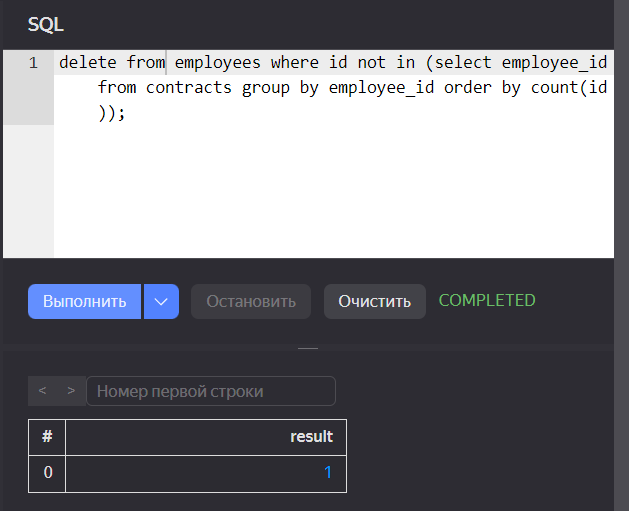 SQL
1 delete from employees where id not in (select employee_id
from contracts group by employee_id order by count(id
));
Выполнить Остановить Очистить COMPLETED
< > Номер первой строки
# result
0 1